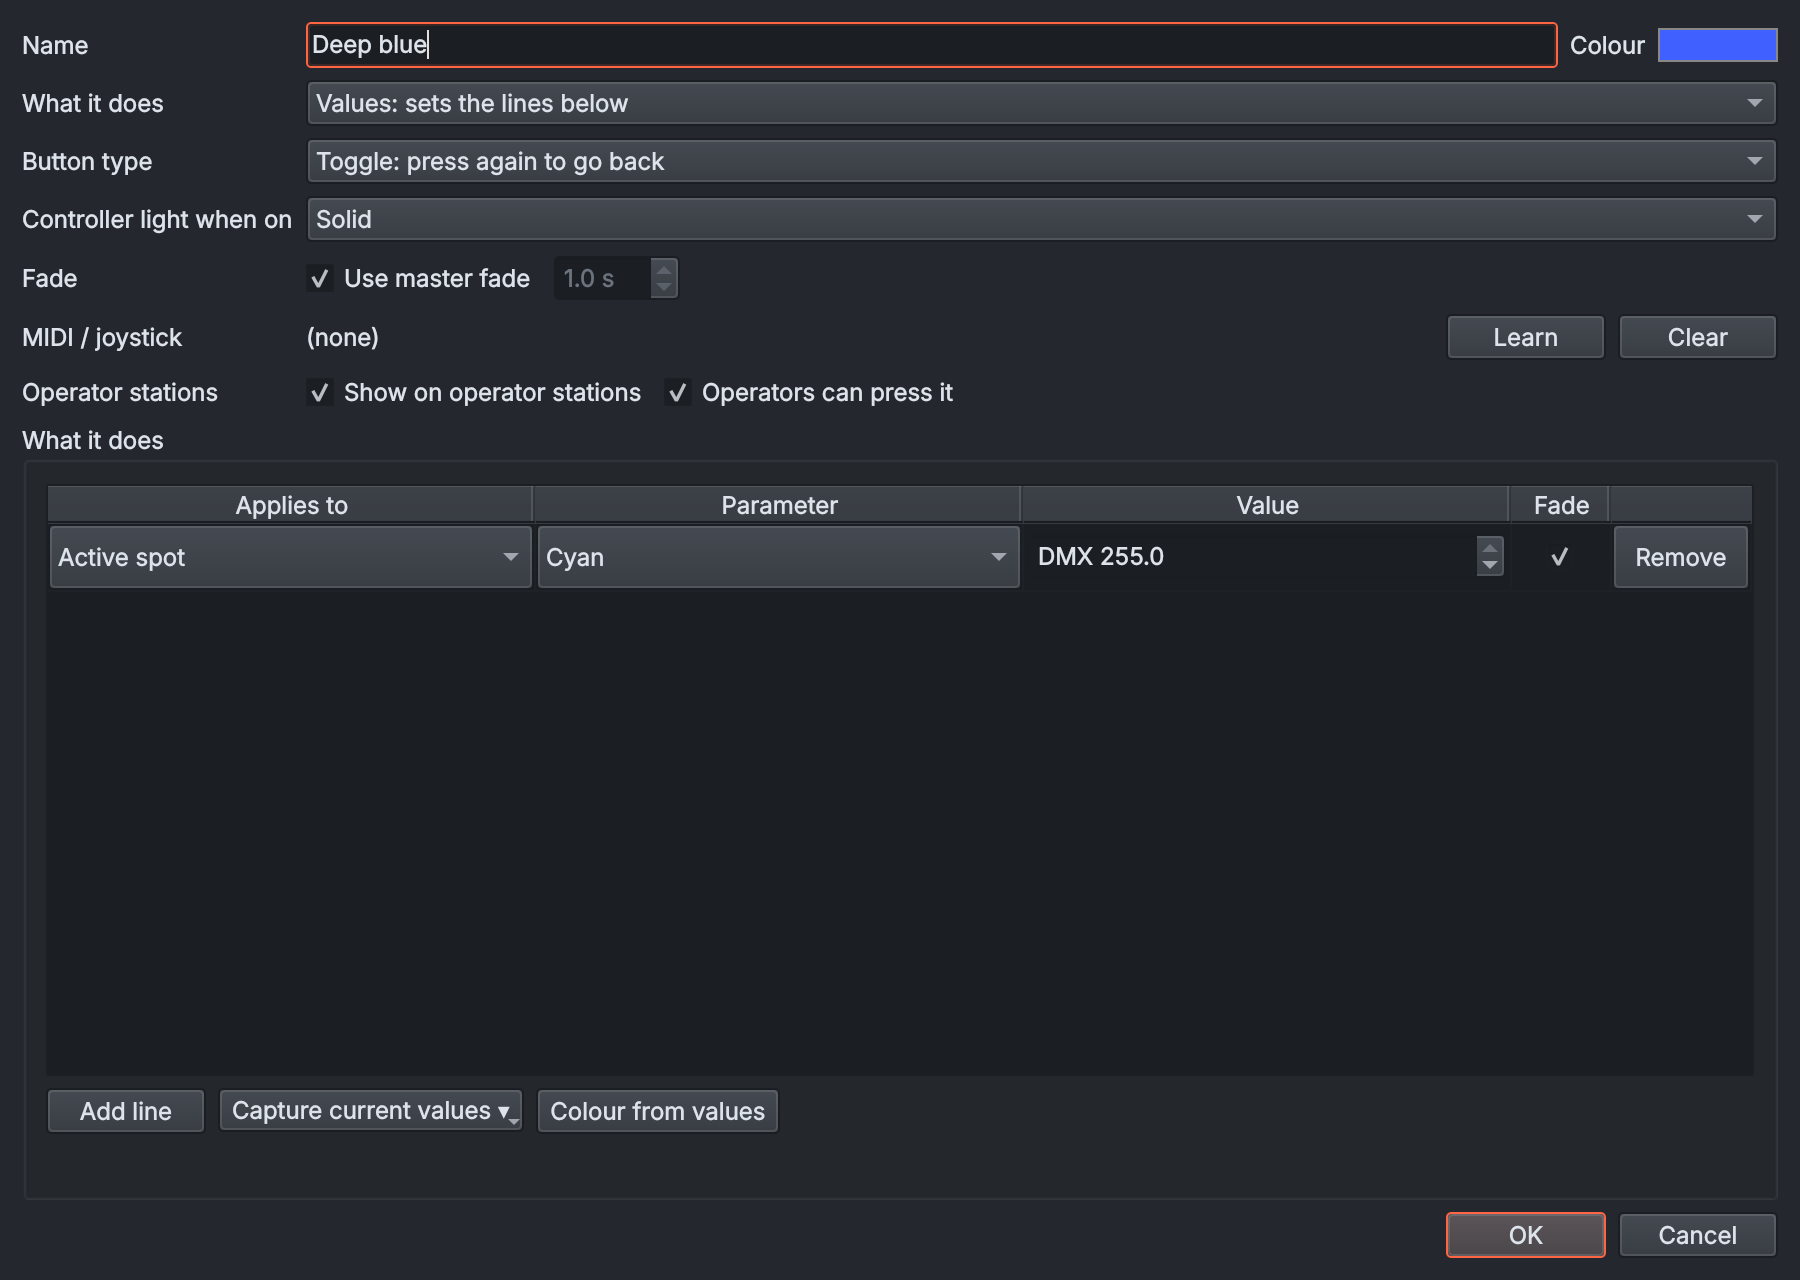 Name Deep blue Colour
What it does Values: sets the lines below
Button type Toggle: press again to go back
Controller light when on Solid
Fade Use master fade 1.0 s
MIDI / joystick (none) Learn Clear
Operator stations Show on operator stations Operators can press it
What it does
Applies to Parameter Value Fade
Active spot Cyan DMX 255.0 Remove
Add line Capture current values ▾ Colour from values
OK Cancel